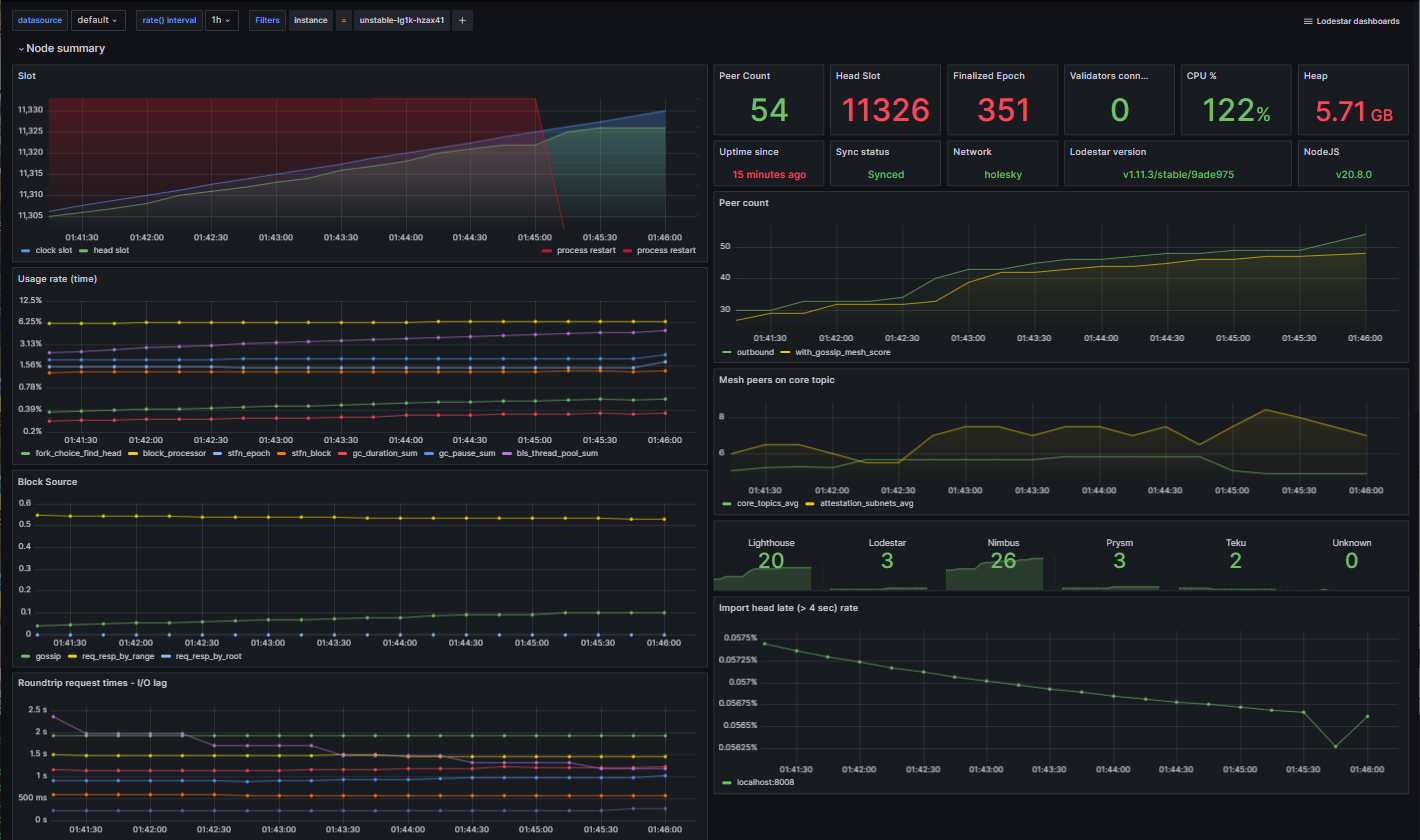 datasource default rate() interval 1h Filters instance = unstable-lg1k-hzax41 + Lodestar dashboards
Node summary
Slot
11,330
11,325
11,320
11,315
11,310
11,305
01:41:30 01:42:00 01:42:30 01:43:00 01:43:30 01:44:00 01:44:30 01:45:00 01:45:30 01:46:00
clock slot head slot process restart process restart
Usage rate (time)
12.5%
6.25%
3.13%
1.56%
0.78%
0.39%
0.2%
01:41:30 01:42:00 01:42:30 01:43:00 01:43:30 01:44:00 01:44:30 01:45:00 01:45:30 01:46:00
fork_choice_find_head block_processor stfn_epoch stfn_block gc_duration_sum gc_pause_sum bls_thread_pool_sum
Block Source
0.6
0.5
0.4
0.3
0.2
0.1
0
01:41:30 01:42:00 01:42:30 01:43:00 01:43:30 01:44:00 01:44:30 01:45:00 01:45:30 01:46:00
gossip req_resp_by_range req_resp_by_root
Roundtrip request times - I/O lag
2.5 s
2 s
1.5 s
1 s
500 ms
0 s
01:41:30 01:42:00 01:42:30 01:43:00 01:43:30 01:44:00 01:44:30 01:45:00 01:45:30 01:46:00
Peer Count Head Slot Finalized Epoch Validators conn... CPU % Heap
54 11326 351 0 122% 5.71 GB
Uptime since Sync status Network Lodestar version NodeJS
15 minutes ago Synced holesky v1.11.3/stable/9ade975 v20.8.0
Peer count
50
40
30
01:41:30 01:42:00 01:42:30 01:43:00 01:43:30 01:44:00 01:44:30 01:45:00 01:45:30 01:46:00
outbound with_gossip_mesh_score
Mesh peers on core topic
8
6
01:41:30 01:42:00 01:42:30 01:43:00 01:43:30 01:44:00 01:44:30 01:45:00 01:45:30 01:46:00
core_topics_avg attestation_subnets_avg
Lighthouse Lodestar Nimbus Prysm Teku Unknown
20 3 26 3 2 0
Import head late (> 4 sec) rate
0.0575%
0.05725%
0.057%
0.05675%
0.0565%
0.05625%
01:41:30 01:42:00 01:42:30 01:43:00 01:43:30 01:44:00 01:44:30 01:45:00 01:45:30 01:46:00
localhost:8008